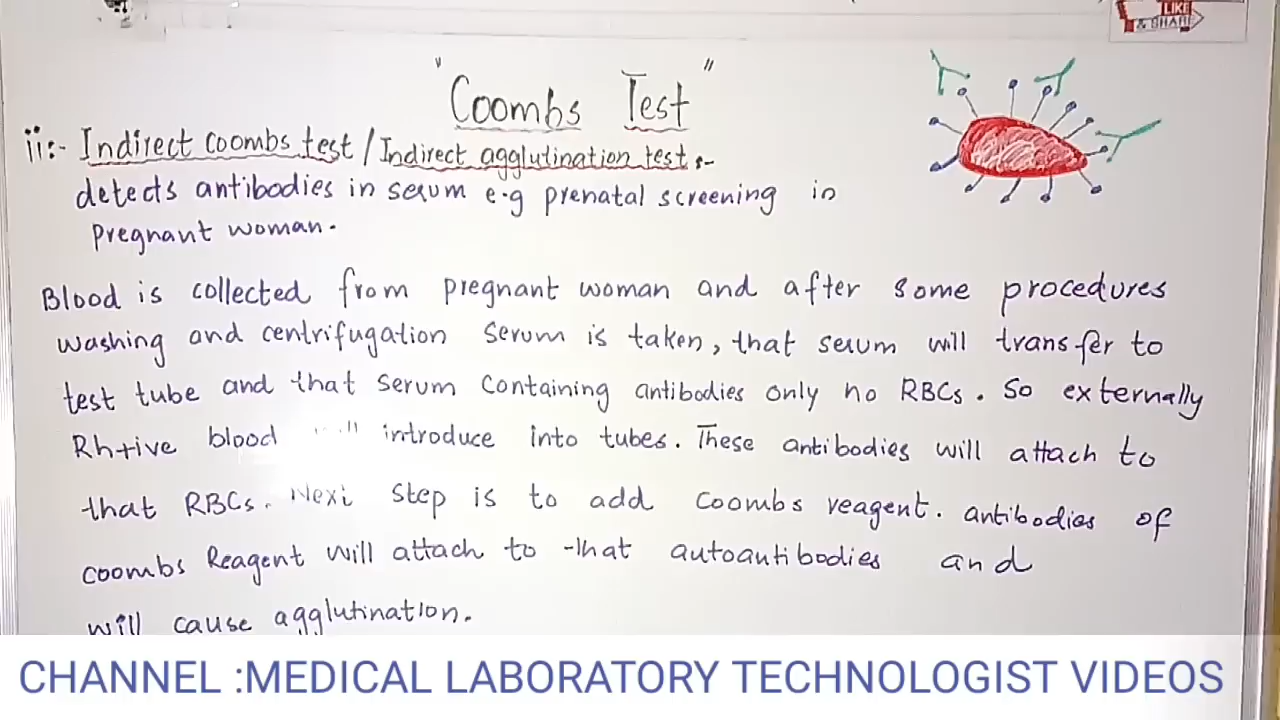 LIKE
& SHARE
"Coombs Test"
ii:- Indirect coombs test / Indirect agglutination test:-
detects antibodies in serum e.g prenatal screening in
pregnant woman.
Blood is collected from pregnant woman and after some procedures
washing and centrifugation serum is taken, that serum will transfer to
test tube and that serum containing antibodies only no RBCs. So externally
Rh+ive blood introduce into tubes. These antibodies will attach to
that RBCs. Next step is to add coombs reagent. antibodies of
coombs Reagent will attach to that autoantibodies and
will cause agglutination.
CHANNEL :MEDICAL LABORATORY TECHNOLOGIST VIDEOS